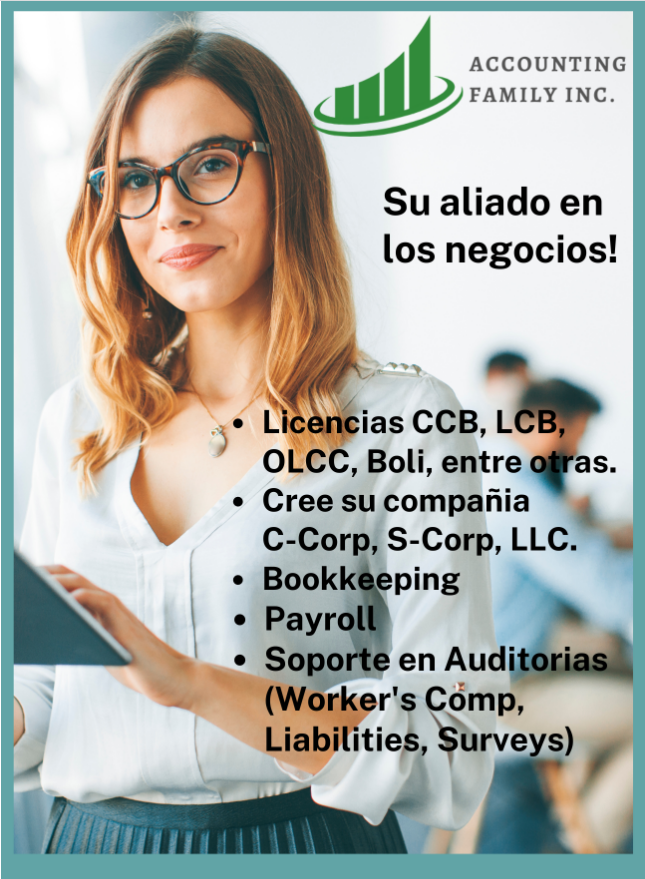 ACCOUNTING
FAMILY INC.
Su aliado en
los negocios!
• Licencias CCB, LCB,
OLCC, Boli, entre otras.
• Cree su compañia
C-Corp, S-Corp, LLC.
• Bookkeeping
• Payroll
• Soporte en Auditorias
(Worker's Comp,
Liabilities, Surveys)